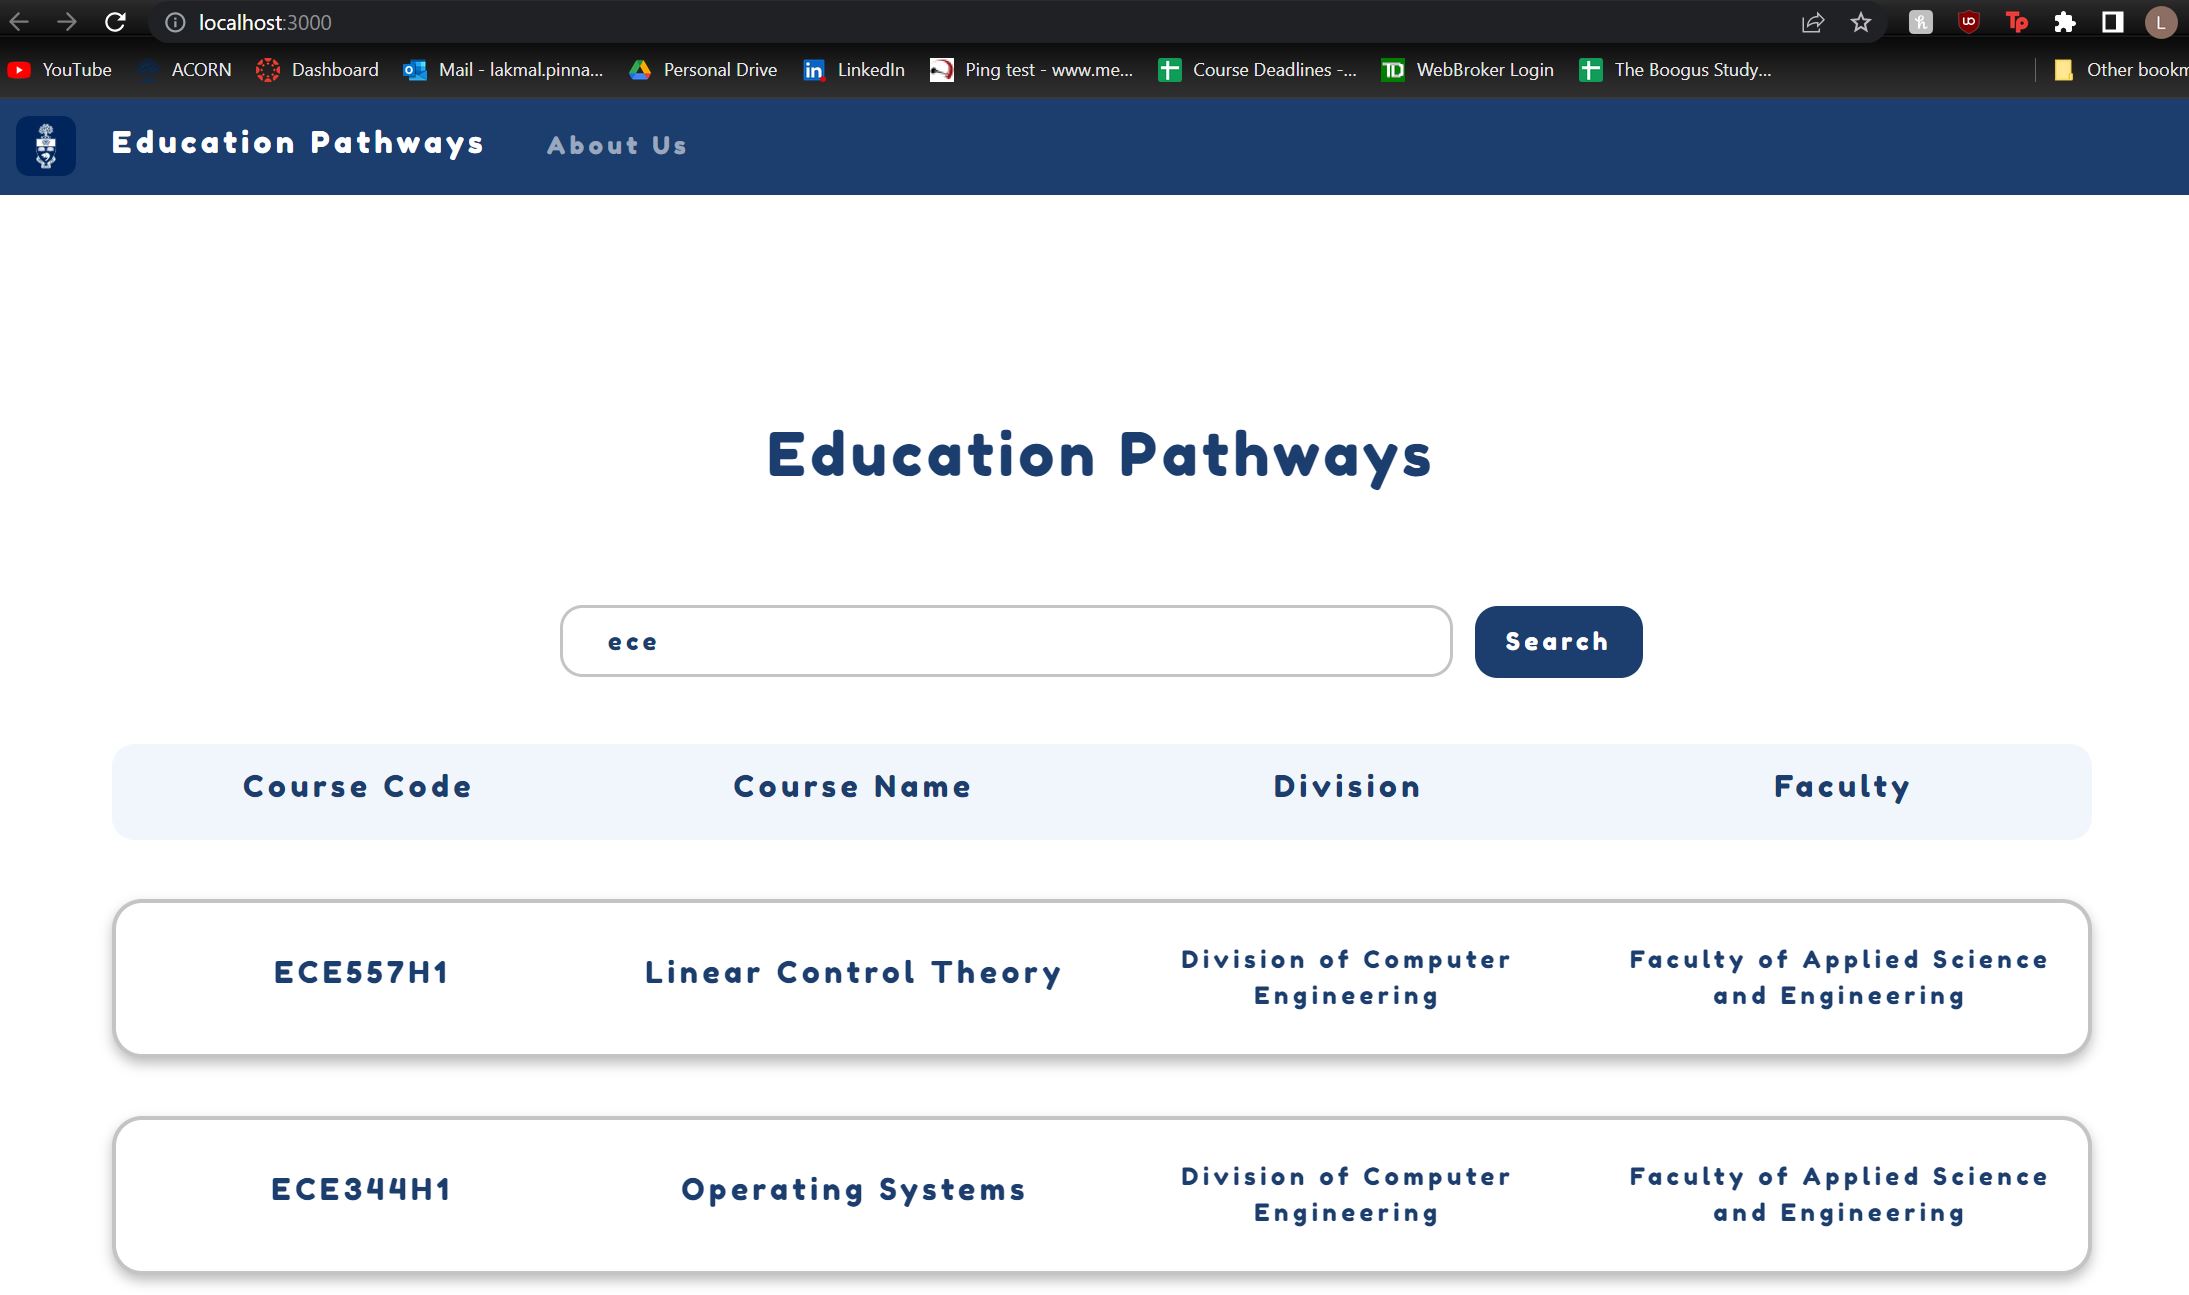 localhost:3000
YouTube ACORN Dashboard Mail - lakmal.pinna... Personal Drive LinkedIn Ping test - www.me... Course Deadlines -... WebBroker Login The Boogus Study... Other bookm
Education Pathways About Us
Education Pathways
ece Search
Course Code Course Name Division Faculty
ECE557H1 Linear Control Theory Division of Computer Faculty of Applied Science
Engineering and Engineering
ECE344H1 Operating Systems Division of Computer Faculty of Applied Science
Engineering and Engineering